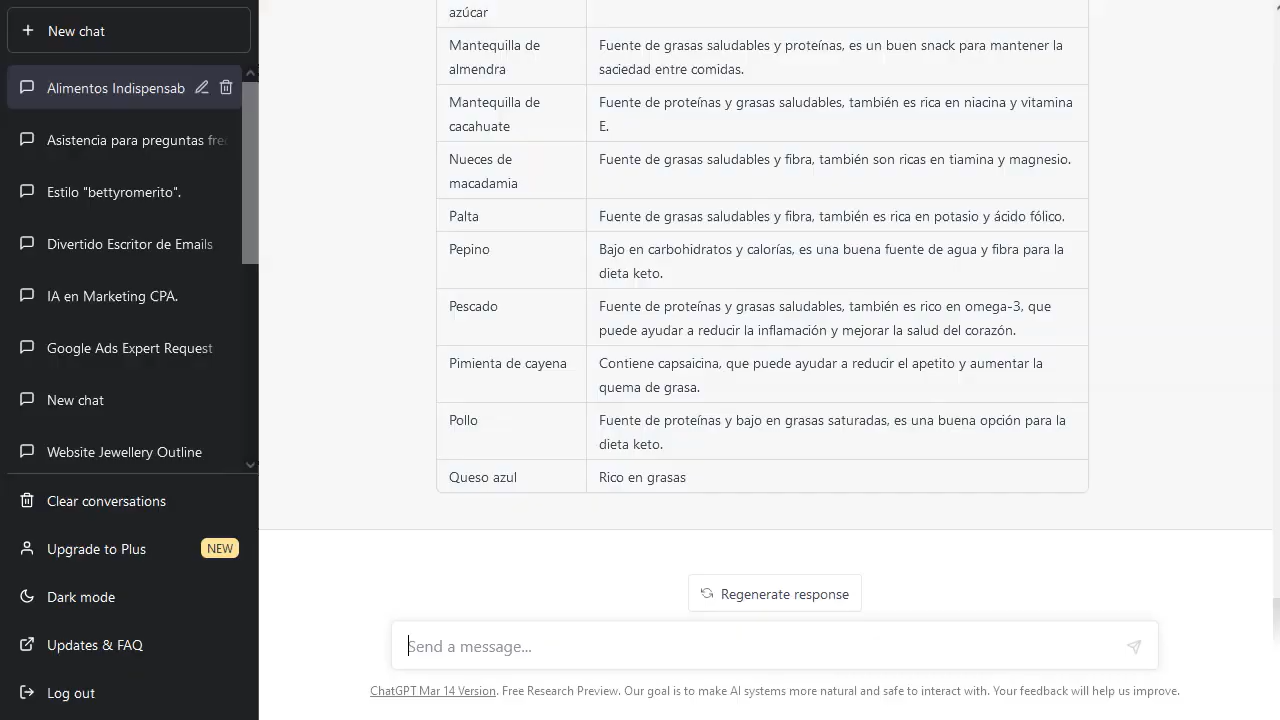 New chat
Alimentos Indispensab
Asistencia para preguntas fre
Estilo "bettyromerito".
Divertido Escritor de Emails
IA en Marketing CPA.
Google Ads Expert Request
New chat
Website Jewellery Outline
Clear conversations
Upgrade to Plus NEW
Dark mode
Updates & FAQ
Log out
azúcar
Mantequilla de
almendra
Fuente de grasas saludables y proteínas, es un buen snack para mantener la
saciedad entre comidas.
Mantequilla de
cacahuate
Fuente de proteínas y grasas saludables, también es rica en niacina y vitamina
E.
Nueces de
macadamia
Fuente de grasas saludables y fibra, también son ricas en tiamina y magnesio.
Palta
Fuente de grasas saludables y fibra, también es rica en potasio y ácido fólico.
Pepino
Bajo en carbohidratos y calorías, es una buena fuente de agua y fibra para la
dieta keto.
Pescado
Fuente de proteínas y grasas saludables, también es rico en omega-3, que
puede ayudar a reducir la inflamación y mejorar la salud del corazón.
Pimienta de cayena
Contiene capsaicina, que puede ayudar a reducir el apetito y aumentar la
quema de grasa.
Pollo
Fuente de proteínas y bajo en grasas saturadas, es una buena opción para la
dieta keto.
Queso azul
Rico en grasas
Regenerate response
Send a message...
ChatGPT Mar 14 Version. Free Research Preview. Our goal is to make AI systems more natural and safe to interact with. Your feedback will help us improve.